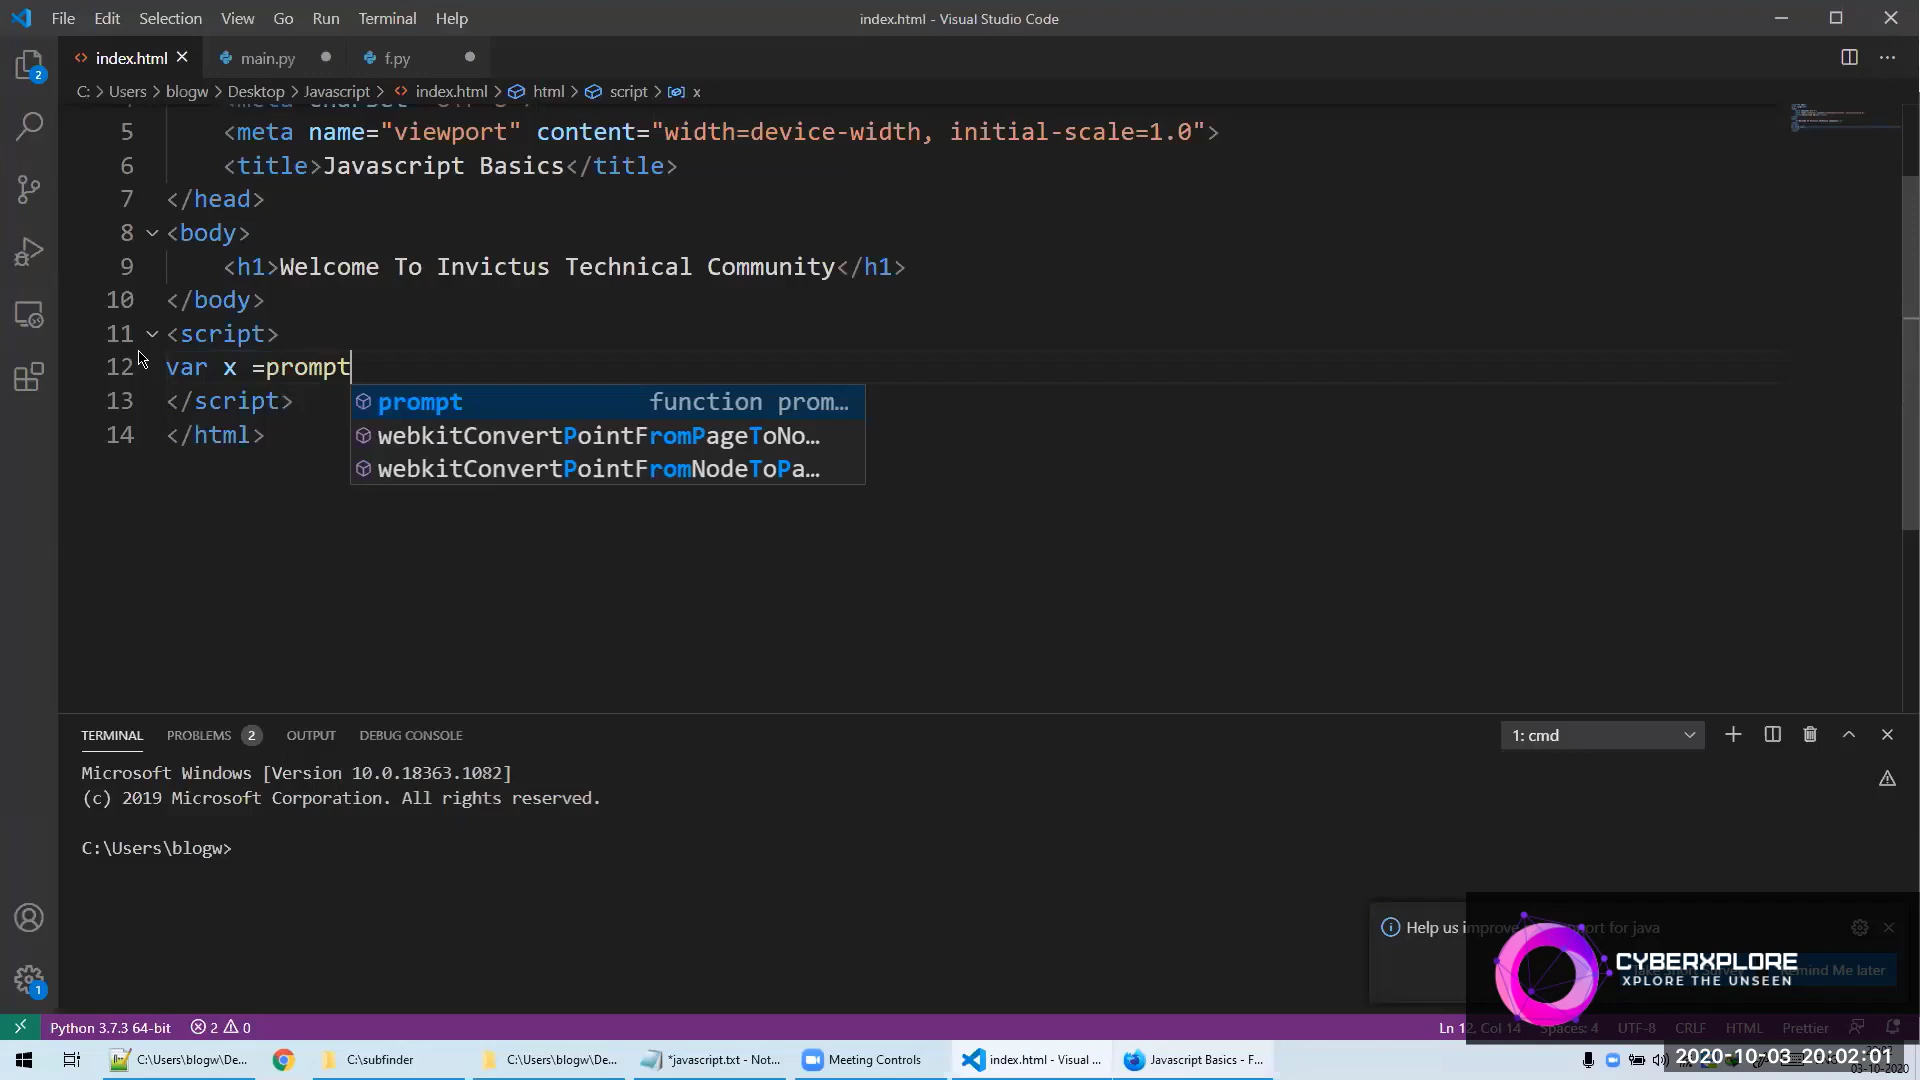 File Edit Selection View Go Run Terminal Help
index.html - Visual Studio Code
index.html
main.py
f.py
2
C: > Users > blogw > Desktop > Javascript > index.html > html > script > x
5 <meta name="viewport" content="width=device-width, initial-scale=1.0">
6 <title>Javascript Basics</title>
7 </head>
8 <body>
9 <h1>Welcome To Invictus Technical Community</h1>
10 </body>
11 <script>
12 var x =prompt
13 </script>
14 </html>
prompt function prom…
webkitConvertPointFromPageToNo…
webkitConvertPointFromNodeToPa…
TERMINAL PROBLEMS 2 OUTPUT DEBUG CONSOLE
1: cmd
Microsoft Windows [Version 10.0.18363.1082]
(c) 2019 Microsoft Corporation. All rights reserved.
C:\Users\blogw>
Help us improve port for java
Remind Me later
CYBERXPLORE
XPLORE THE UNSEEN
1
Python 3.7.3 64-bit 2 0
Ln 12, Col 14 Spaces: 4 UTF-8 CRLF HTML Prettier
C:\Users\blogw/De...
C:\subfinder
C:\Users\blogw/De...
*javascript.txt - Not...
Meeting Controls
index.html - Visual ...
Javascript Basics - F...
2020-10-03 20:02:01
03-10-2020